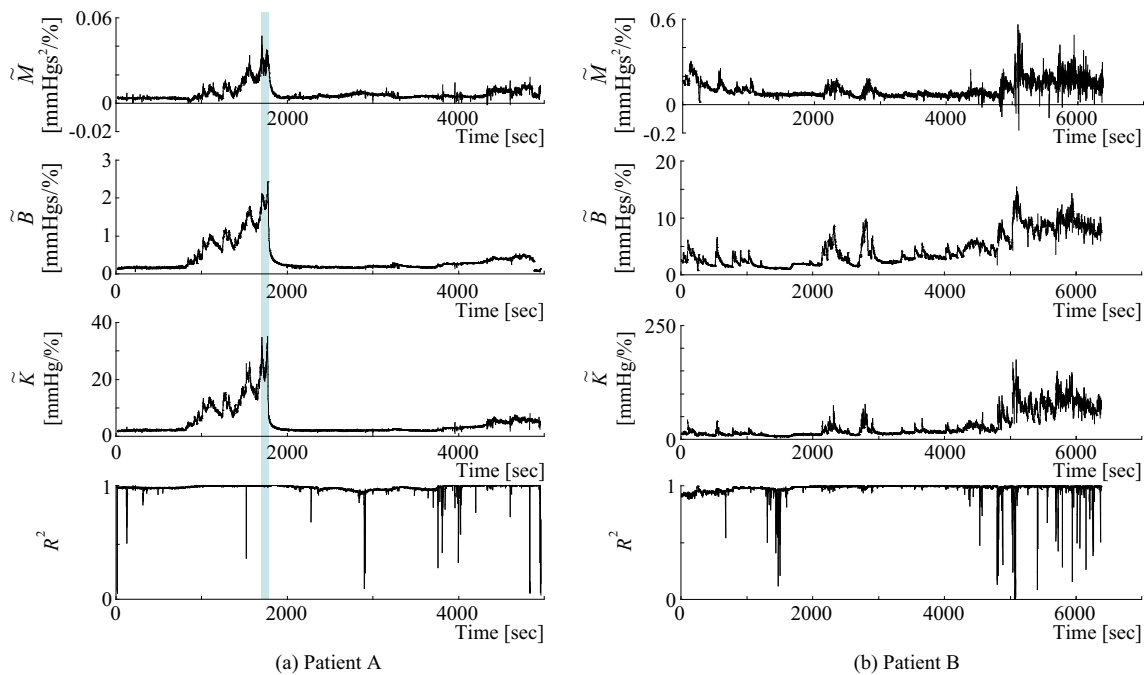 0.06
M̃
[mmHgs²/%]
0
-0.02
2000
4000
Time [sec]
3
2
1
0
B̃
[mmHgs/%]
0
2000
4000
Time [sec]
40
20
0
K̃
[mmHg/%]
0
2000
4000
Time [sec]
1
0
R²
0
2000
4000
Time [sec]
(a) Patient A
0.6
M̃
[mmHgs²/%]
0
-0.2
2000
4000
6000
Time [sec]
20
10
0
B̃
[mmHgs/%]
0
2000
4000
6000
Time [sec]
250
0
K̃
[mmHg/%]
0
2000
4000
6000
Time [sec]
1
0
R²
0
2000
4000
6000
Time [sec]
(b) Patient B